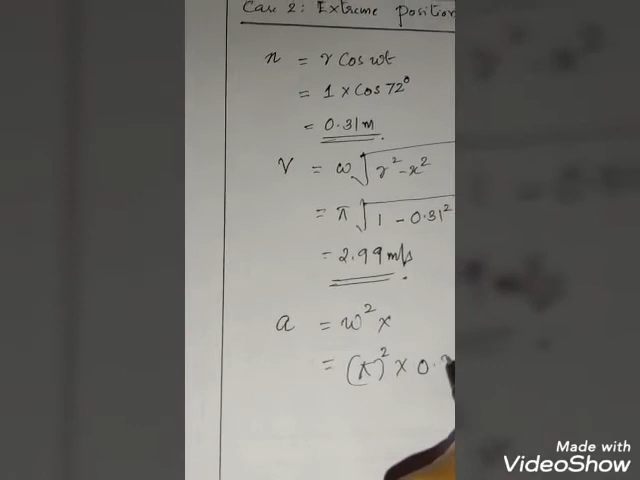 Case 2: Extreme position
x = r Cos wt
= 1 x Cos 72°
= 0.31m.
V = ω√r² - x²
= π√1 - 0.31²
= 2.99 m/s.
a = w² x
= (π)² x 0.
Made with
VideoShow